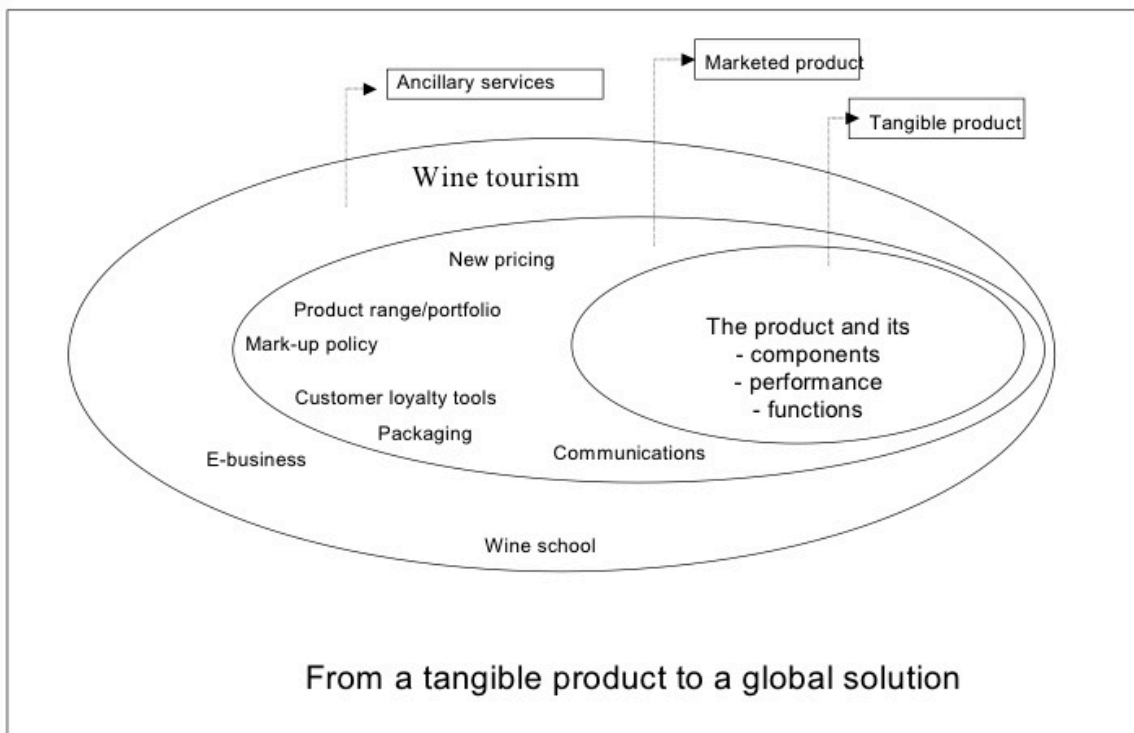 Marketed product
Ancillary services
Tangible product
Wine tourism
New pricing
Product range/portfolio
Mark-up policy
Customer loyalty tools
Packaging
Communications
E-business
Wine school
The product and its
- components
- performance
- functions
From a tangible product to a global solution